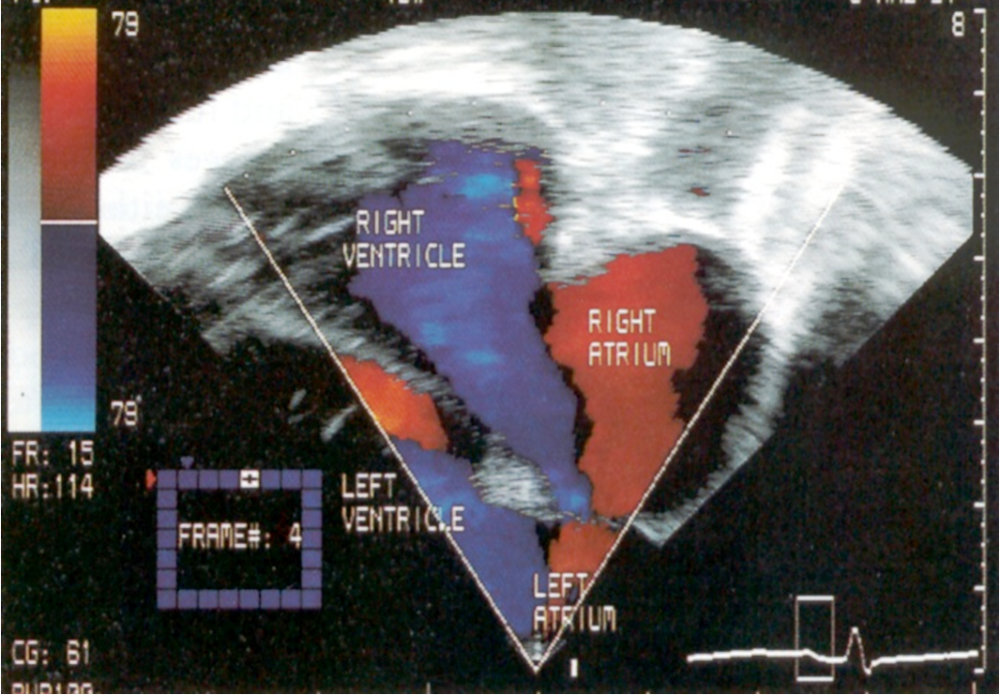 79
8
RIGHT
VENTRICLE
RIGHT
ATRIUM
79
FR: 15
HR:114
LEFT
VENTRICLE
FRAME#: 4
LEFT
ATRIUM
CG: 61